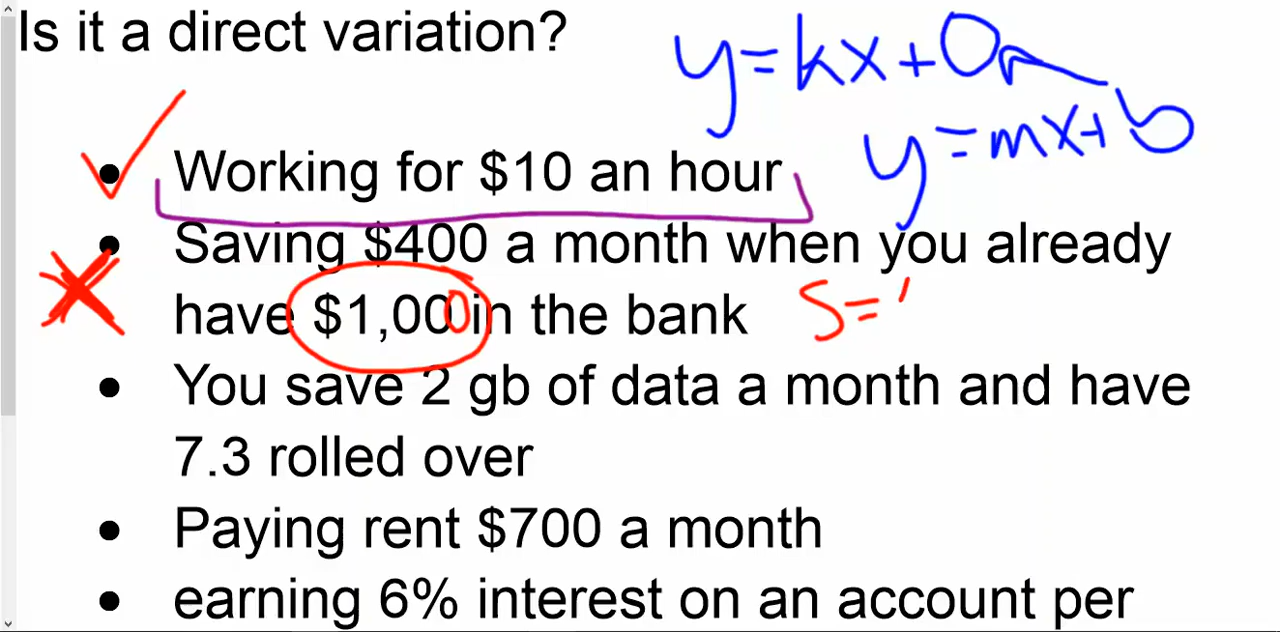 Is it a direct variation?
y=kx+0
y=mx+b
Working for $10 an hour
Saving $400 a month when you already
have $1,000 in the bank
S=
You save 2 gb of data a month and have
7.3 rolled over
Paying rent $700 a month
earning 6% interest on an account per